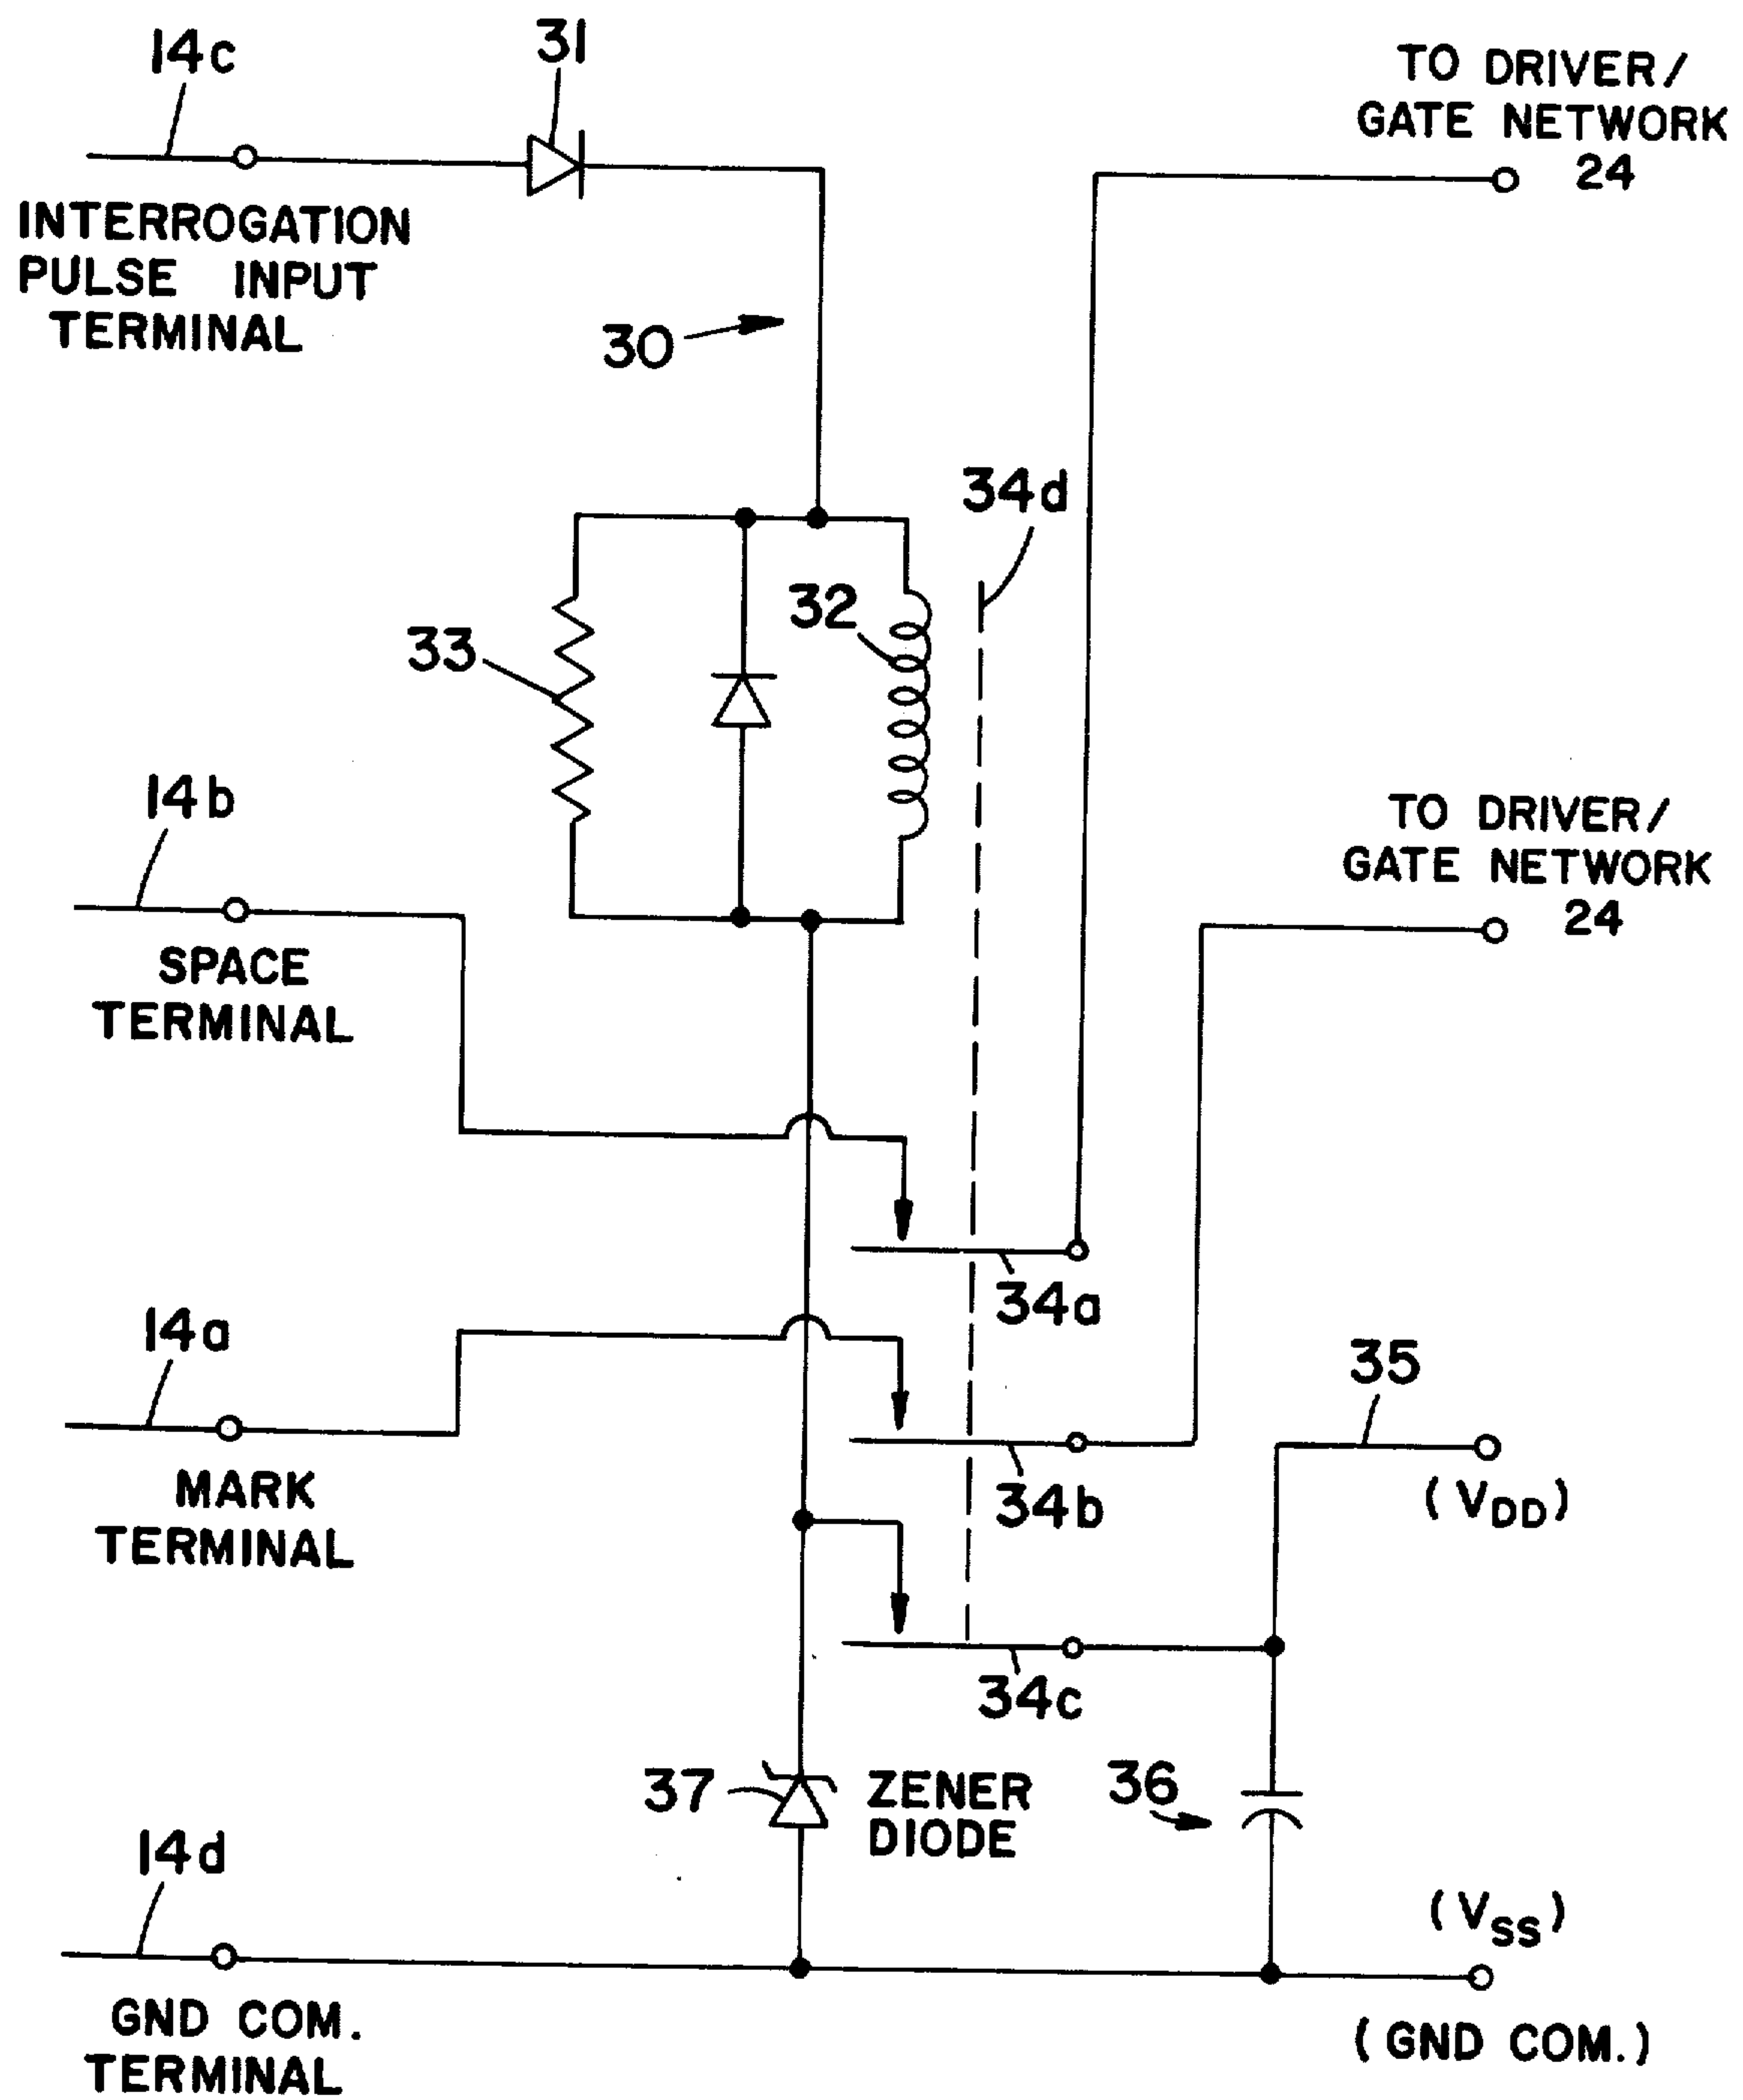 14c
31
TO DRIVER/
GATE NETWORK
24
INTERROGATION
PULSE INPUT
TERMINAL
30
34d
32
33
14b
TO DRIVER/
GATE NETWORK
24
SPACE
TERMINAL
34a
14a
35
MARK
TERMINAL
34b
(VDD)
34c
37
ZENER
DIODE
36
14d
(VSS)
GND COM.
TERMINAL
(GND COM.)